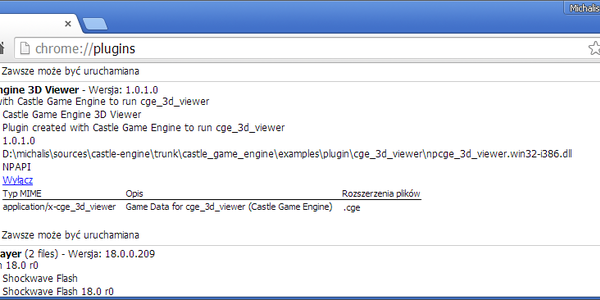 Michalis
chrome://plugins
Zawsze może być uruchamiana
ngine 3D Viewer - Wersja: 1.0.1.0
with Castle Game Engine to run cge_3d_viewer
Castle Game Engine 3D Viewer
Plugin created with Castle Game Engine to run cge_3d_viewer
1.0.1.0
D:\michalis\sources\castle-engine\trunk\castle_game_engine\examples\plugin\cge_3d_viewer\npcge_3d_viewer.win32-i386.dll
NPAPI
Wyłącz
Typ MIME Opis Rozszerzenia plików
application/x-cge_3d_viewer Game Data for cge_3d_viewer (Castle Game Engine) .cge
Zawsze może być uruchamiana
ayer (2 files) - Wersja: 18.0.0.209
h 18.0 r0
Shockwave Flash
Shockwave Flash 18.0 r0